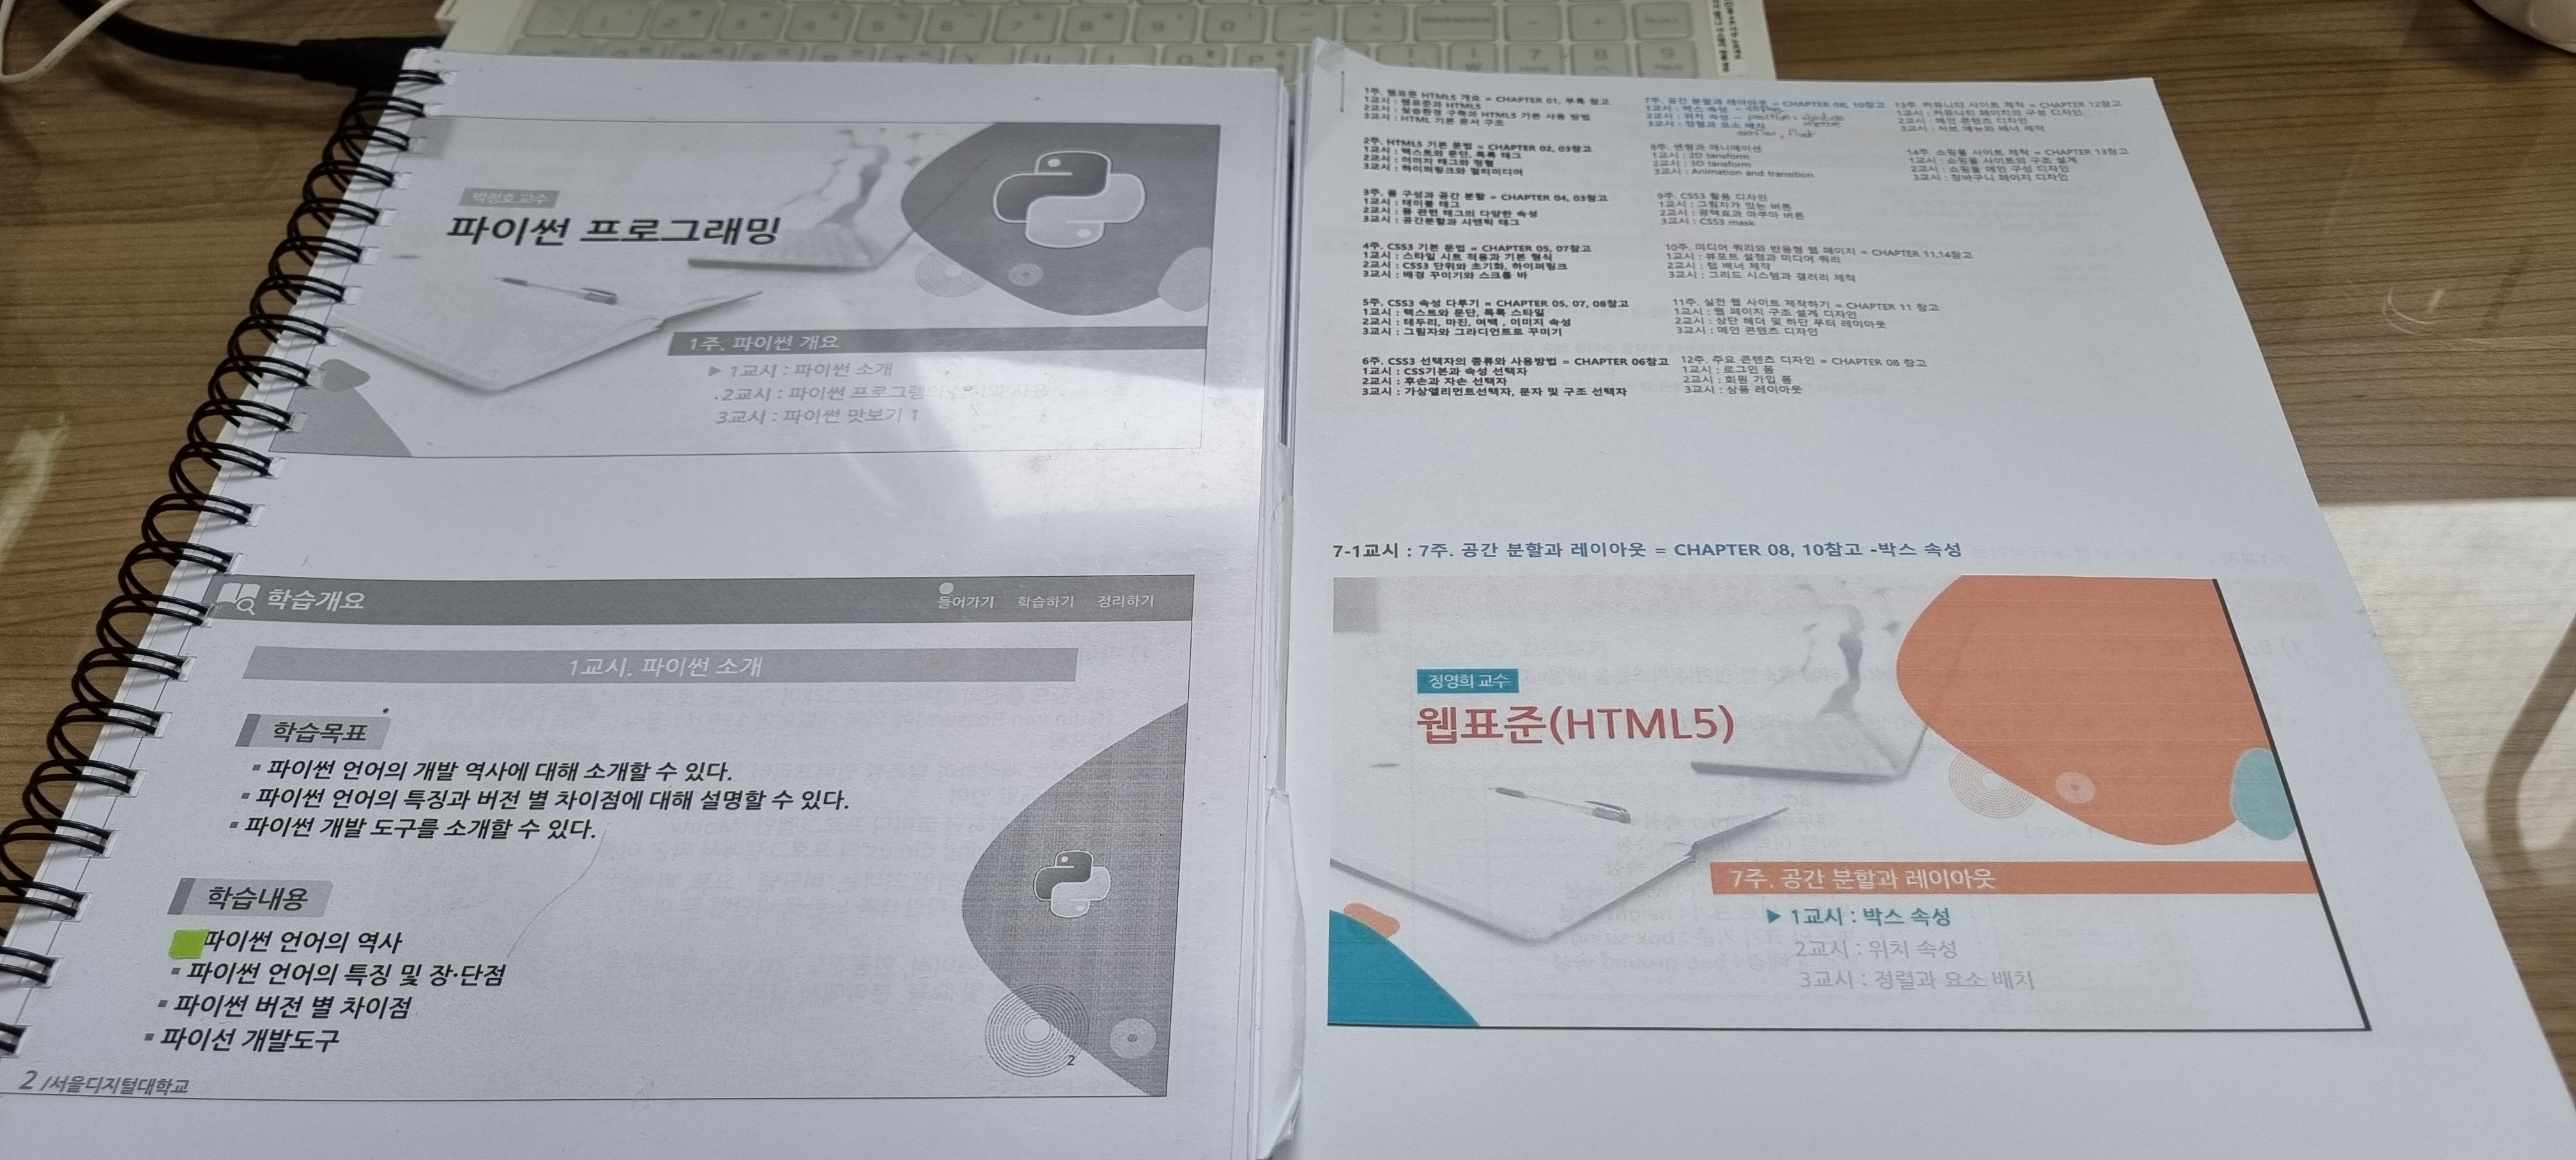 박정호 교수
파이썬 프로그래밍
1주. 파이썬 개요
▶ 1교시 : 파이썬 소개
2교시 : 파이썬 프로그램의
3교시 : 파이썬 맛보기 1
학습개요
들어가기 학습하기 정리하기
1교시. 파이썬 소개
학습목표
▪ 파이썬 언어의 개발 역사에 대해 소개할 수 있다.
▪ 파이썬 언어의 특징과 버전 별 차이점에 대해 설명할 수 있다.
▪ 파이썬 개발 도구를 소개할 수 있다.
학습내용
파이썬 언어의 역사
▪ 파이썬 언어의 특징 및 장·단점
▪ 파이썬 버전 별 차이점
▪ 파이선 개발도구
2
2 /서울디지털대학교
1주. 웹표준 HTML5 개요 = CHAPTER 01, 부록 참고
1교시 : 웹표준과 HTML5
2교시 : 실습환경 구축과 HTML5 기본 사용 방법
3교시 : HTML 기본 문서 구조
2주. HTML5 기본 문법 = CHAPTER 02, 03참고
1교시 : 텍스트와 문단, 목록 태그
2교시 : 이미지 태그와 정렬
3교시 : 하이퍼링크와 멀티미디어
3주. 폼 구성과 공간 분할 = CHAPTER 04, 03참고
1교시 : 테이블 태그
2교시 : 폼 관련 태그의 다양한 속성
3교시 : 공간분할과 시맨틱 태그
4주. CSS3 기본 문법 = CHAPTER 05, 07참고
1교시 : 스타일 시트 적용과 기본 형식
2교시 : CSS3 단위와 초기화, 하이퍼링크
3교시 : 배경 꾸미기와 스크롤 바
5주. CSS3 속성 다루기 = CHAPTER 05, 07, 08참고
1교시 : 텍스트와 문단, 목록 스타일
2교시 : 테두리, 마진, 여백 , 이미지 속성
3교시 : 그림자와 그라디언트로 꾸미기
6주. CSS3 선택자의 종류와 사용방법 = CHAPTER 06참고
1교시 : CSS기본과 속성 선택자
2교시 : 후손과 자손 선택자
3교시 : 가상엘리먼트선택자, 문자 및 구조 선택자
7주. 공간 분할과 레이아웃 = CHAPTER 08, 10참고
1교시 : 박스 속성
2교시 : 위치 속성 - position : absolute
3교시 : 정렬과 요소 배치
overflow, float
8주. 변형과 애니메이션
1교시 : 2D tansform
2교시 : 3D tansform
3교시 : Animation and transition
9주. CSS3 활용 디자인
1교시 : 그림자가 있는 버튼
2교시 : 광택효과 아쿠아 버튼
3교시 : CSS3 mask
10주. 미디어 쿼리와 반응형 웹 페이지 = CHAPTER 11,14참고
1교시 : 뷰포트 설정과 미디어 쿼리
2교시 : 탭 배너 제작
3교시 : 그리드 시스템과 갤러리 제작
11주. 실전 웹 사이트 제작하기 = CHAPTER 11 참고
1교시 : 웹 페이지 구조 설계 디자인
2교시 : 상단 헤더 및 하단 푸터 레이아웃
3교시 : 메인 콘텐츠 디자인
12주. 주요 콘텐츠 디자인 = CHAPTER 08 참고
1교시 : 로그인 폼
2교시 : 회원 가입 폼
3교시 : 상품 레이아웃
13주. 커뮤니티 사이트 제작 = CHAPTER 12참고
1교시 : 커뮤니티 페이지의 구성 디자인
2교시 : 메인 콘텐츠 디자인
3교시 : 서브 메뉴와 배너 제작
14주. 쇼핑몰 사이트 제작 = CHAPTER 13참고
1교시 : 쇼핑몰 사이트의 구조 설계
2교시 : 쇼핑몰 메인 구성 디자인
3교시 : 장바구니 페이지 디자인
7-1교시 : 7주. 공간 분할과 레이아웃 = CHAPTER 08, 10참고 -박스 속성
정영희 교수
웹표준(HTML5)
7주. 공간 분할과 레이아웃
▶ 1교시 : 박스 속성
2교시 : 위치 속성
3교시 : 정렬과 요소 배치